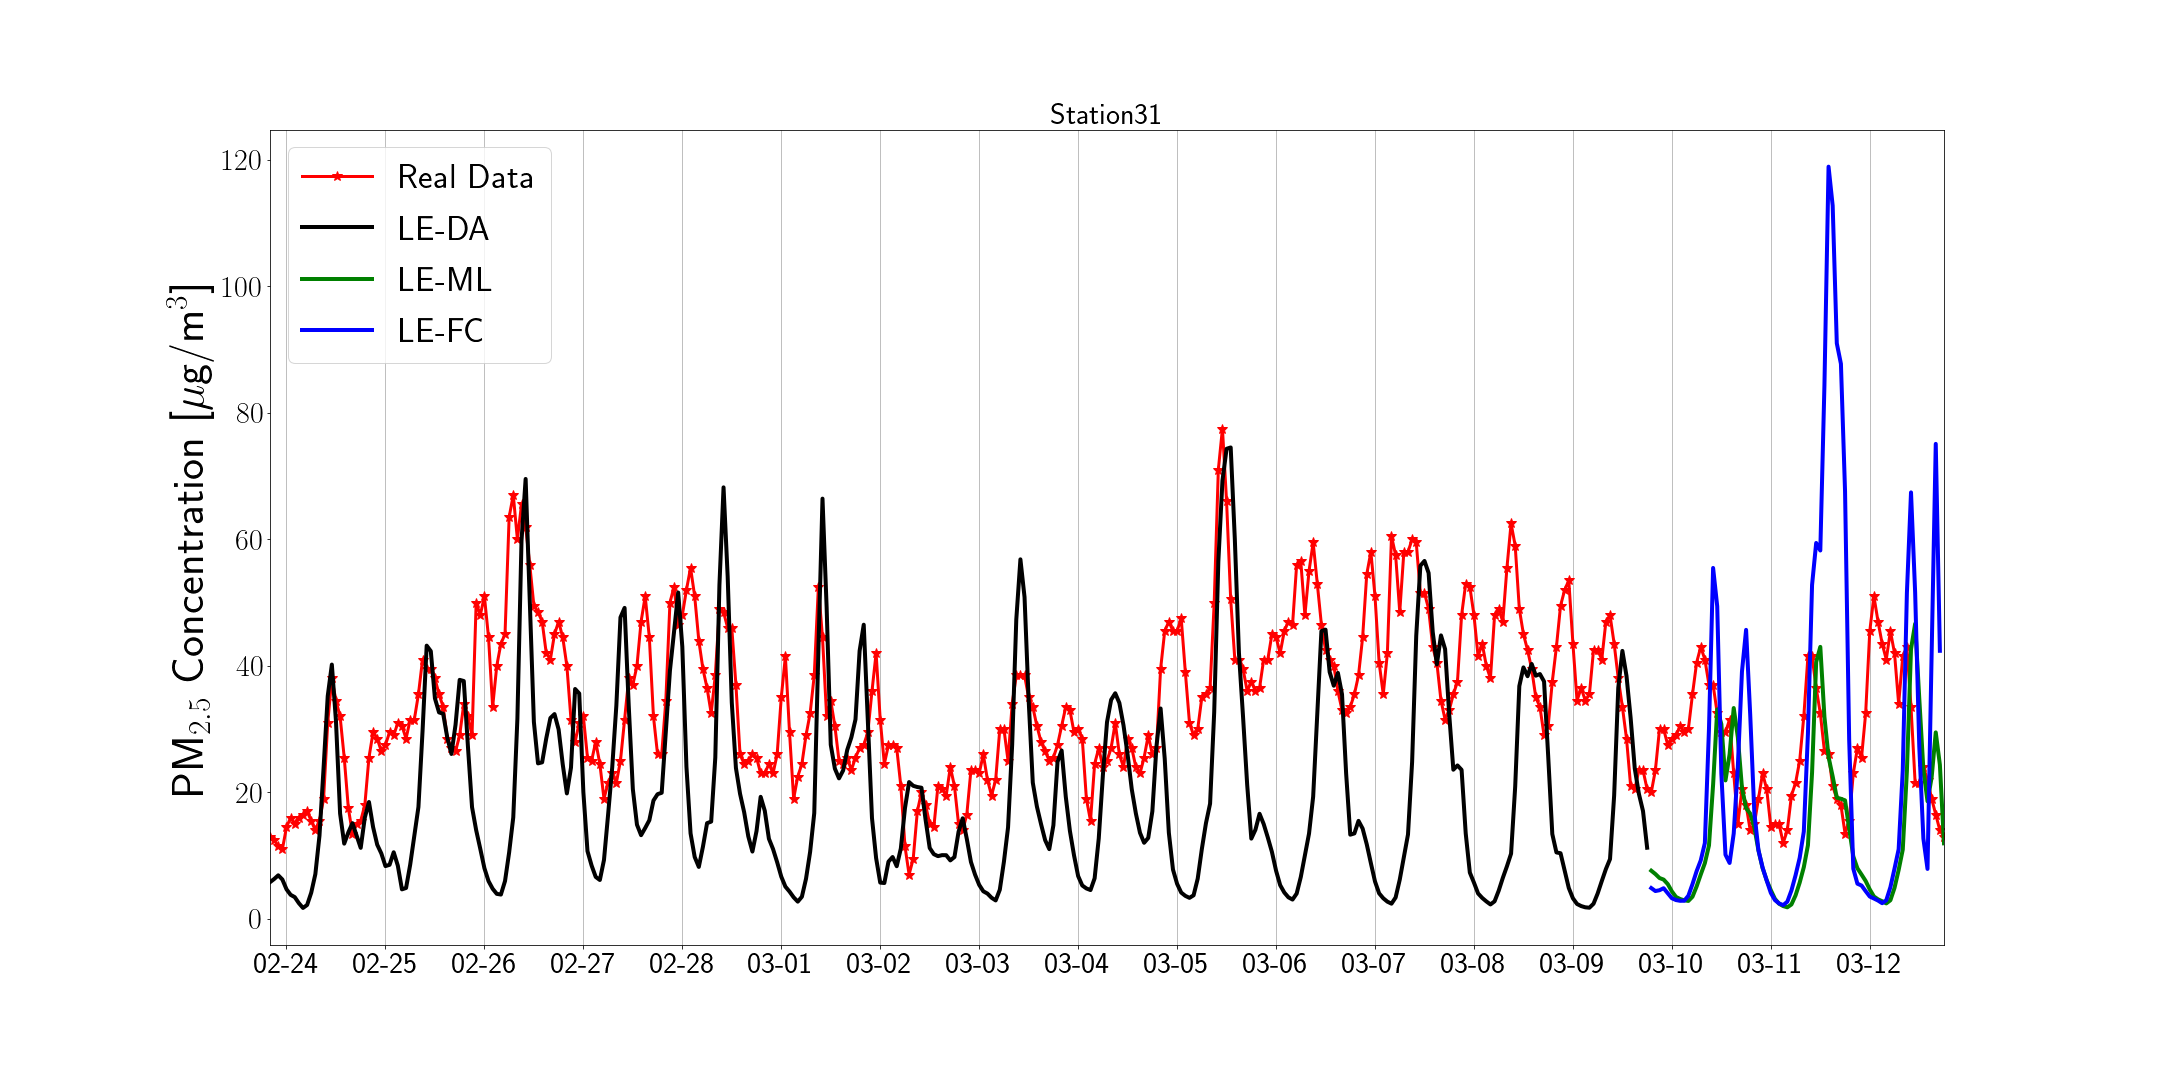 Station31
PM2.5 Concentration [μg/m³]
120
100
80
60
40
20
0
Real Data
LE-DA
LE-ML
LE-FC
02-24 02-25 02-26 02-27 02-28 03-01 03-02 03-03 03-04 03-05 03-06 03-07 03-08 03-09 03-10 03-11 03-12